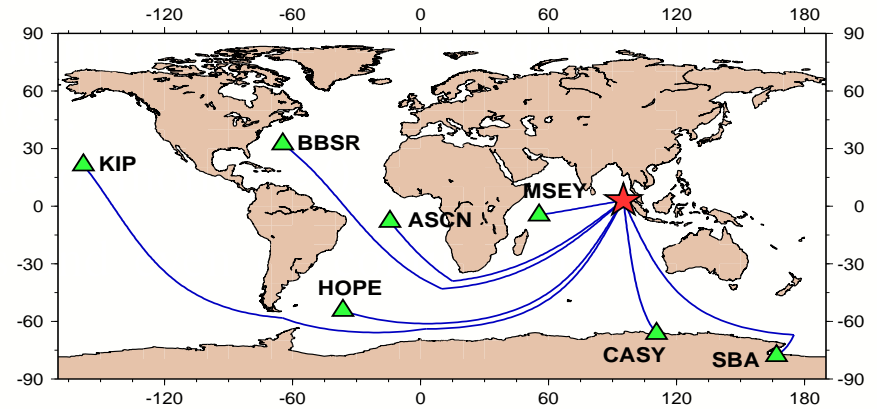 -120 -60 0 60 120 180
90 90
60 60
30 BBSR 30
KIP
MSEY
0 ASCN 0
-30 -30
HOPE
-60 -60
CASY SBA
-90 -90
-120 -60 0 60 120 180